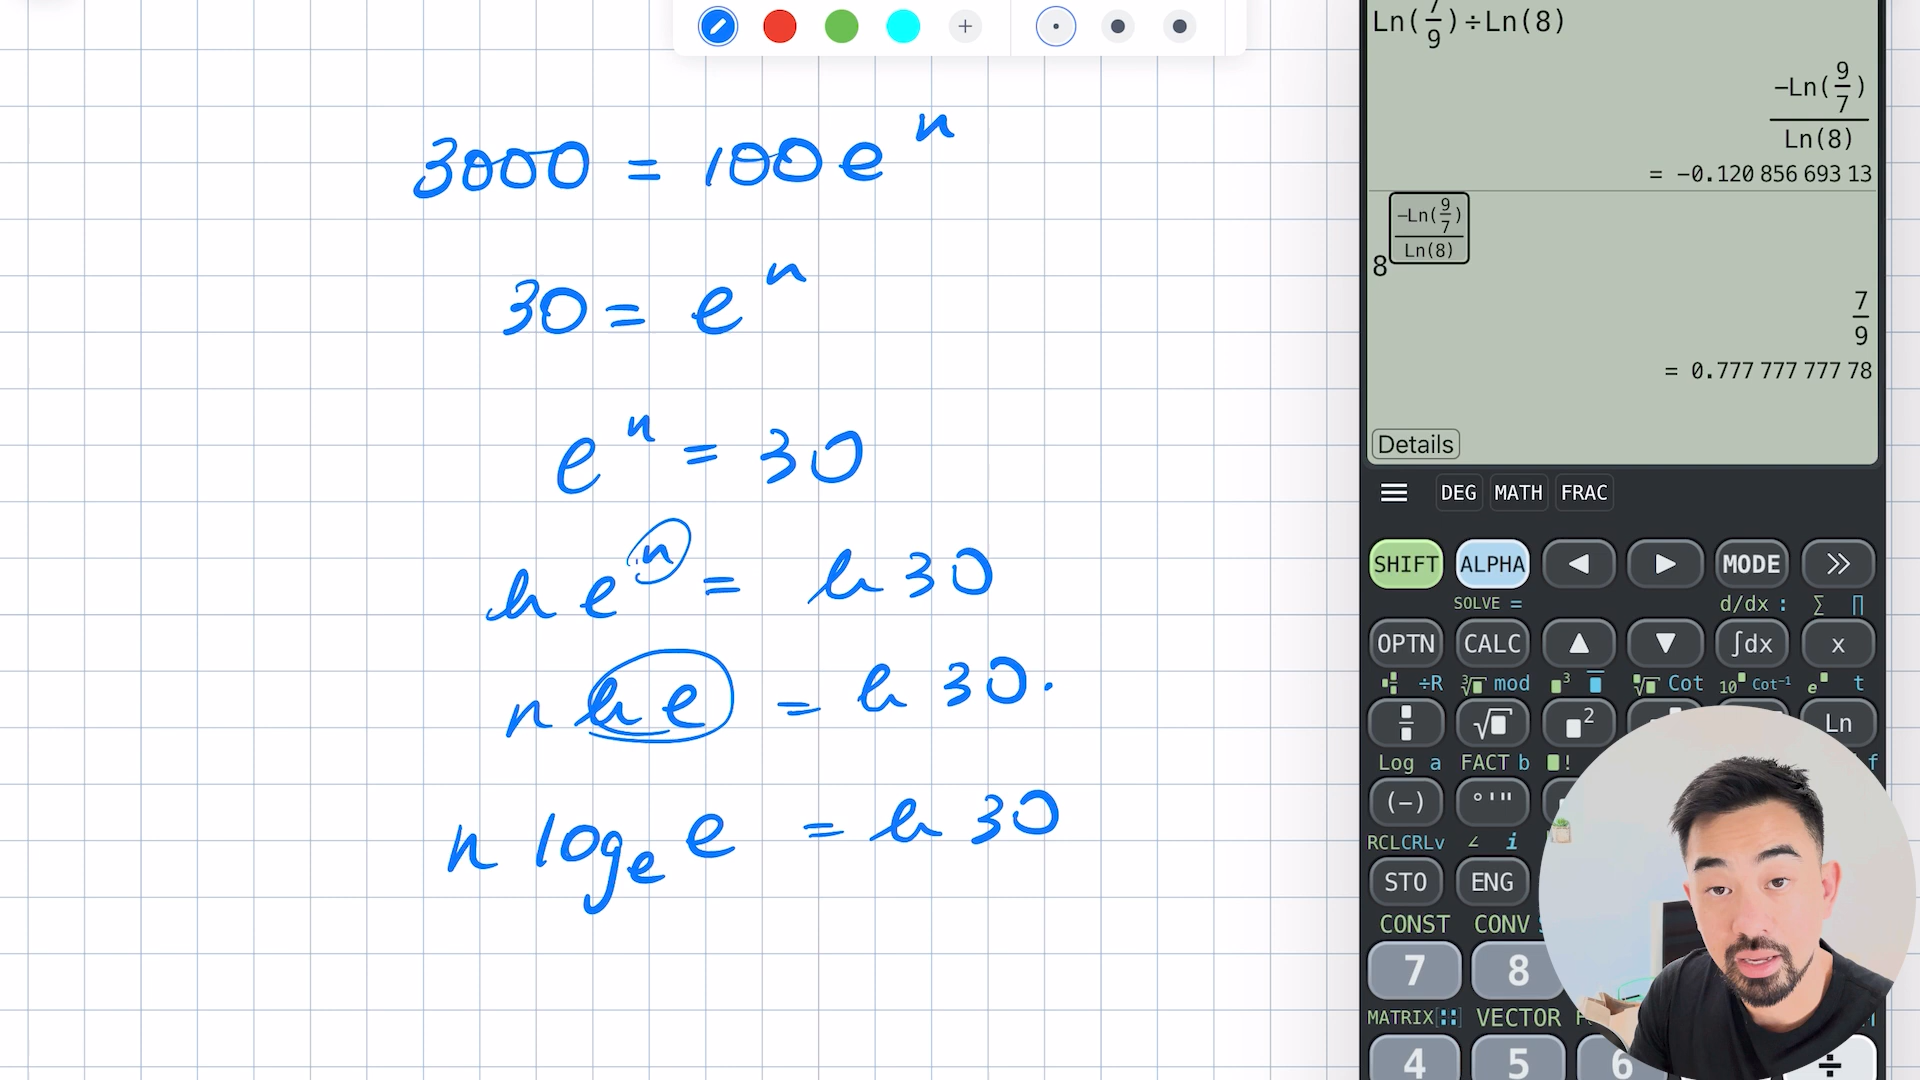 3000 = 100e^n
30 = e^n
e^n = 30
ln e^n = ln 30
n ln e = ln 30.
n log_e e = ln 30
Ln(7/9)÷Ln(8)
-Ln(9/7)/Ln(8)
= -0.120 856 693 13
8^(-Ln(9/7)/Ln(8))
7/9
= 0.777 777 777 78
Details
DEG MATH FRAC
SHIFT ALPHA ◀ ▶ MODE >>
SOLVE = d/dx : ∑ ∏
OPTN CALC ▲ ▼ ∫dx x
÷R ³√ mod ■³ √ Cot 10■ Cot⁻¹ e■ t
√■ ■² Ln
Log a FACT b ■! f
(−) °'"
RCL CRLv ∠ i
STO ENG
CONST CONV
7 8
MATRIX VECTOR
4 5 6 ÷